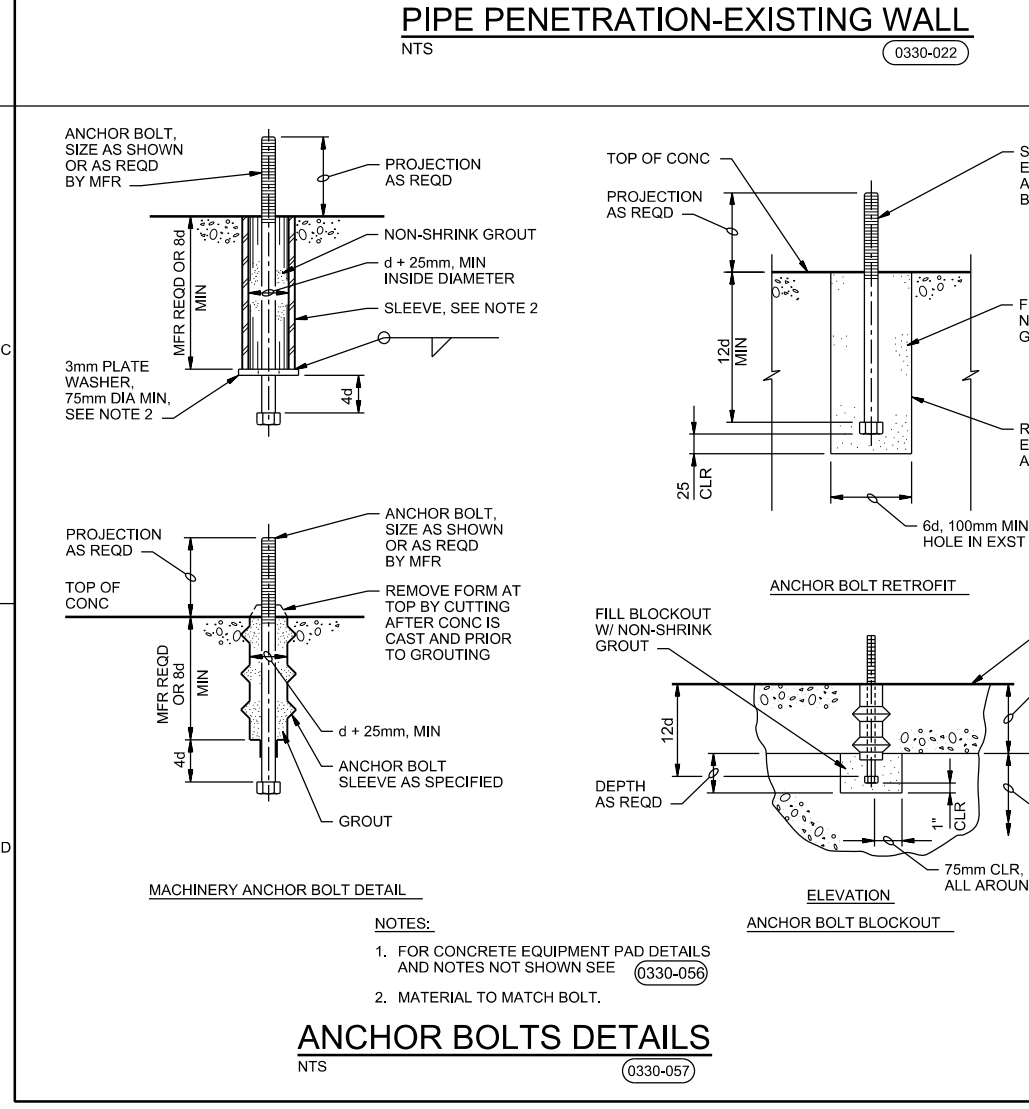 PIPE PENETRATION-EXISTING WALL
NTS
0330-022
C
D
ANCHOR BOLT,
SIZE AS SHOWN
OR AS REQD
BY MFR
PROJECTION
AS REQD
NON-SHRINK GROUT
d + 25mm, MIN
INSIDE DIAMETER
SLEEVE, SEE NOTE 2
MFR REQD OR 8d
MIN
3mm PLATE
WASHER,
75mm DIA MIN,
SEE NOTE 2
4d
TOP OF CONC
PROJECTION
AS REQD
S
E
A
B
12d
MIN
F
N
G
R
E
A
25
CLR
6d, 100mm MIN
HOLE IN EXST
ANCHOR BOLT RETROFIT
PROJECTION
AS REQD
TOP OF
CONC
ANCHOR BOLT,
SIZE AS SHOWN
OR AS REQD
BY MFR
REMOVE FORM AT
TOP BY CUTTING
AFTER CONC IS
CAST AND PRIOR
TO GROUTING
MFR REQD
OR 8d
MIN
4d
d + 25mm, MIN
ANCHOR BOLT
SLEEVE AS SPECIFIED
GROUT
MACHINERY ANCHOR BOLT DETAIL
FILL BLOCKOUT
W/ NON-SHRINK
GROUT
12d
DEPTH
AS REQD
1"
CLR
75mm CLR,
ALL AROUN
ELEVATION
ANCHOR BOLT BLOCKOUT
NOTES:
1. FOR CONCRETE EQUIPMENT PAD DETAILS
AND NOTES NOT SHOWN SEE 0330-056
2. MATERIAL TO MATCH BOLT.
ANCHOR BOLTS DETAILS
NTS
0330-057